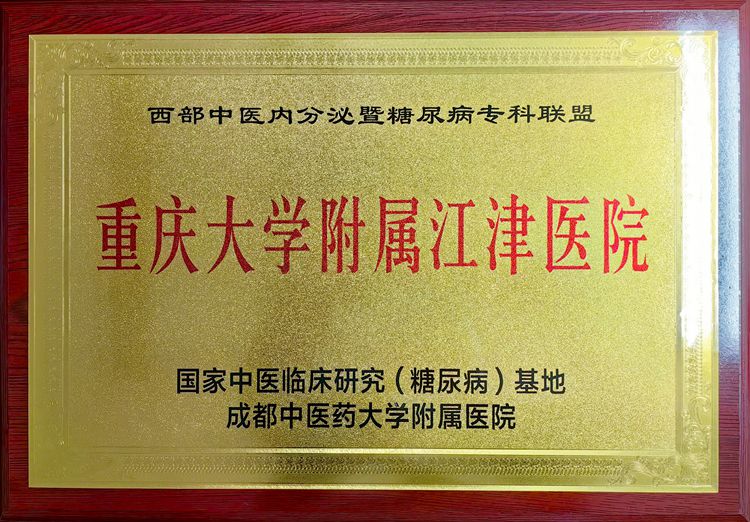 西部中医内分泌暨糖尿病专科联盟
重庆大学附属江津医院
国家中医临床研究（糖尿病）基地
成都中医药大学附属医院